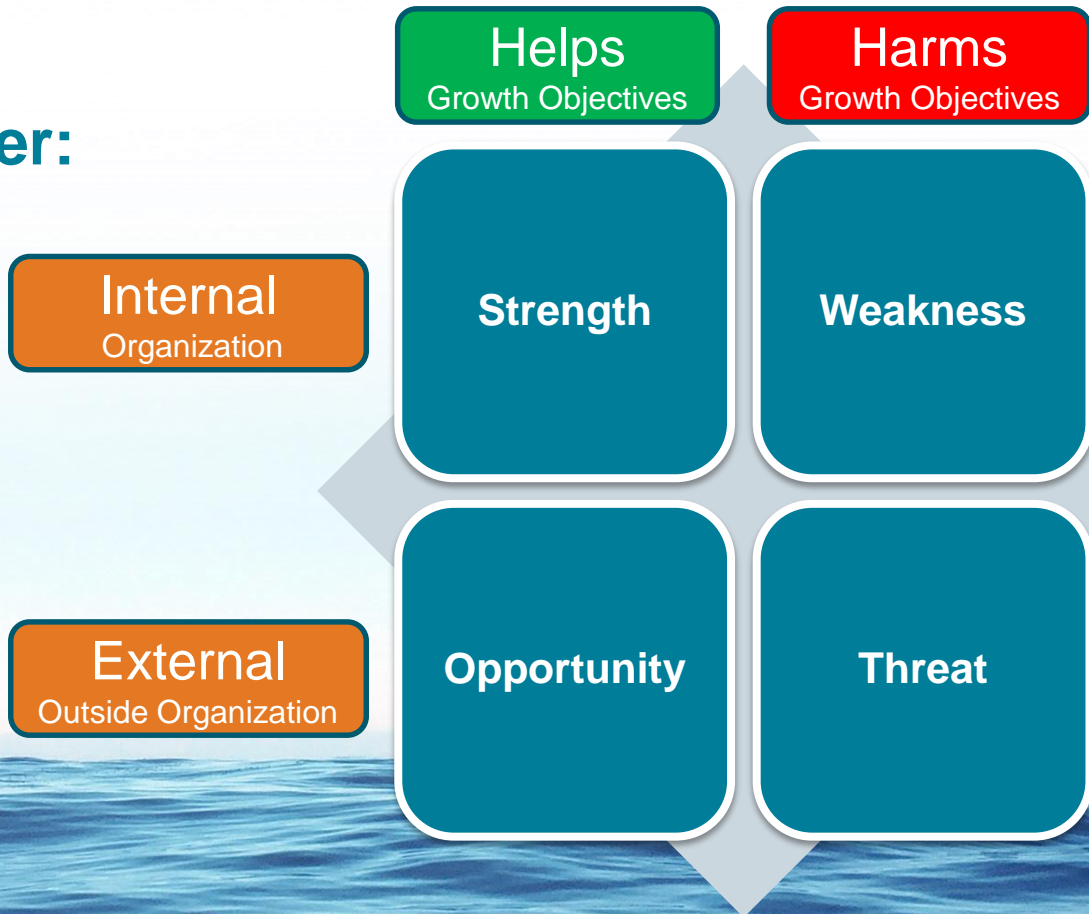 Helps
Growth Objectives
Harms
Growth Objectives
er:
Internal
Organization
Strength
Weakness
External
Outside Organization
Opportunity
Threat